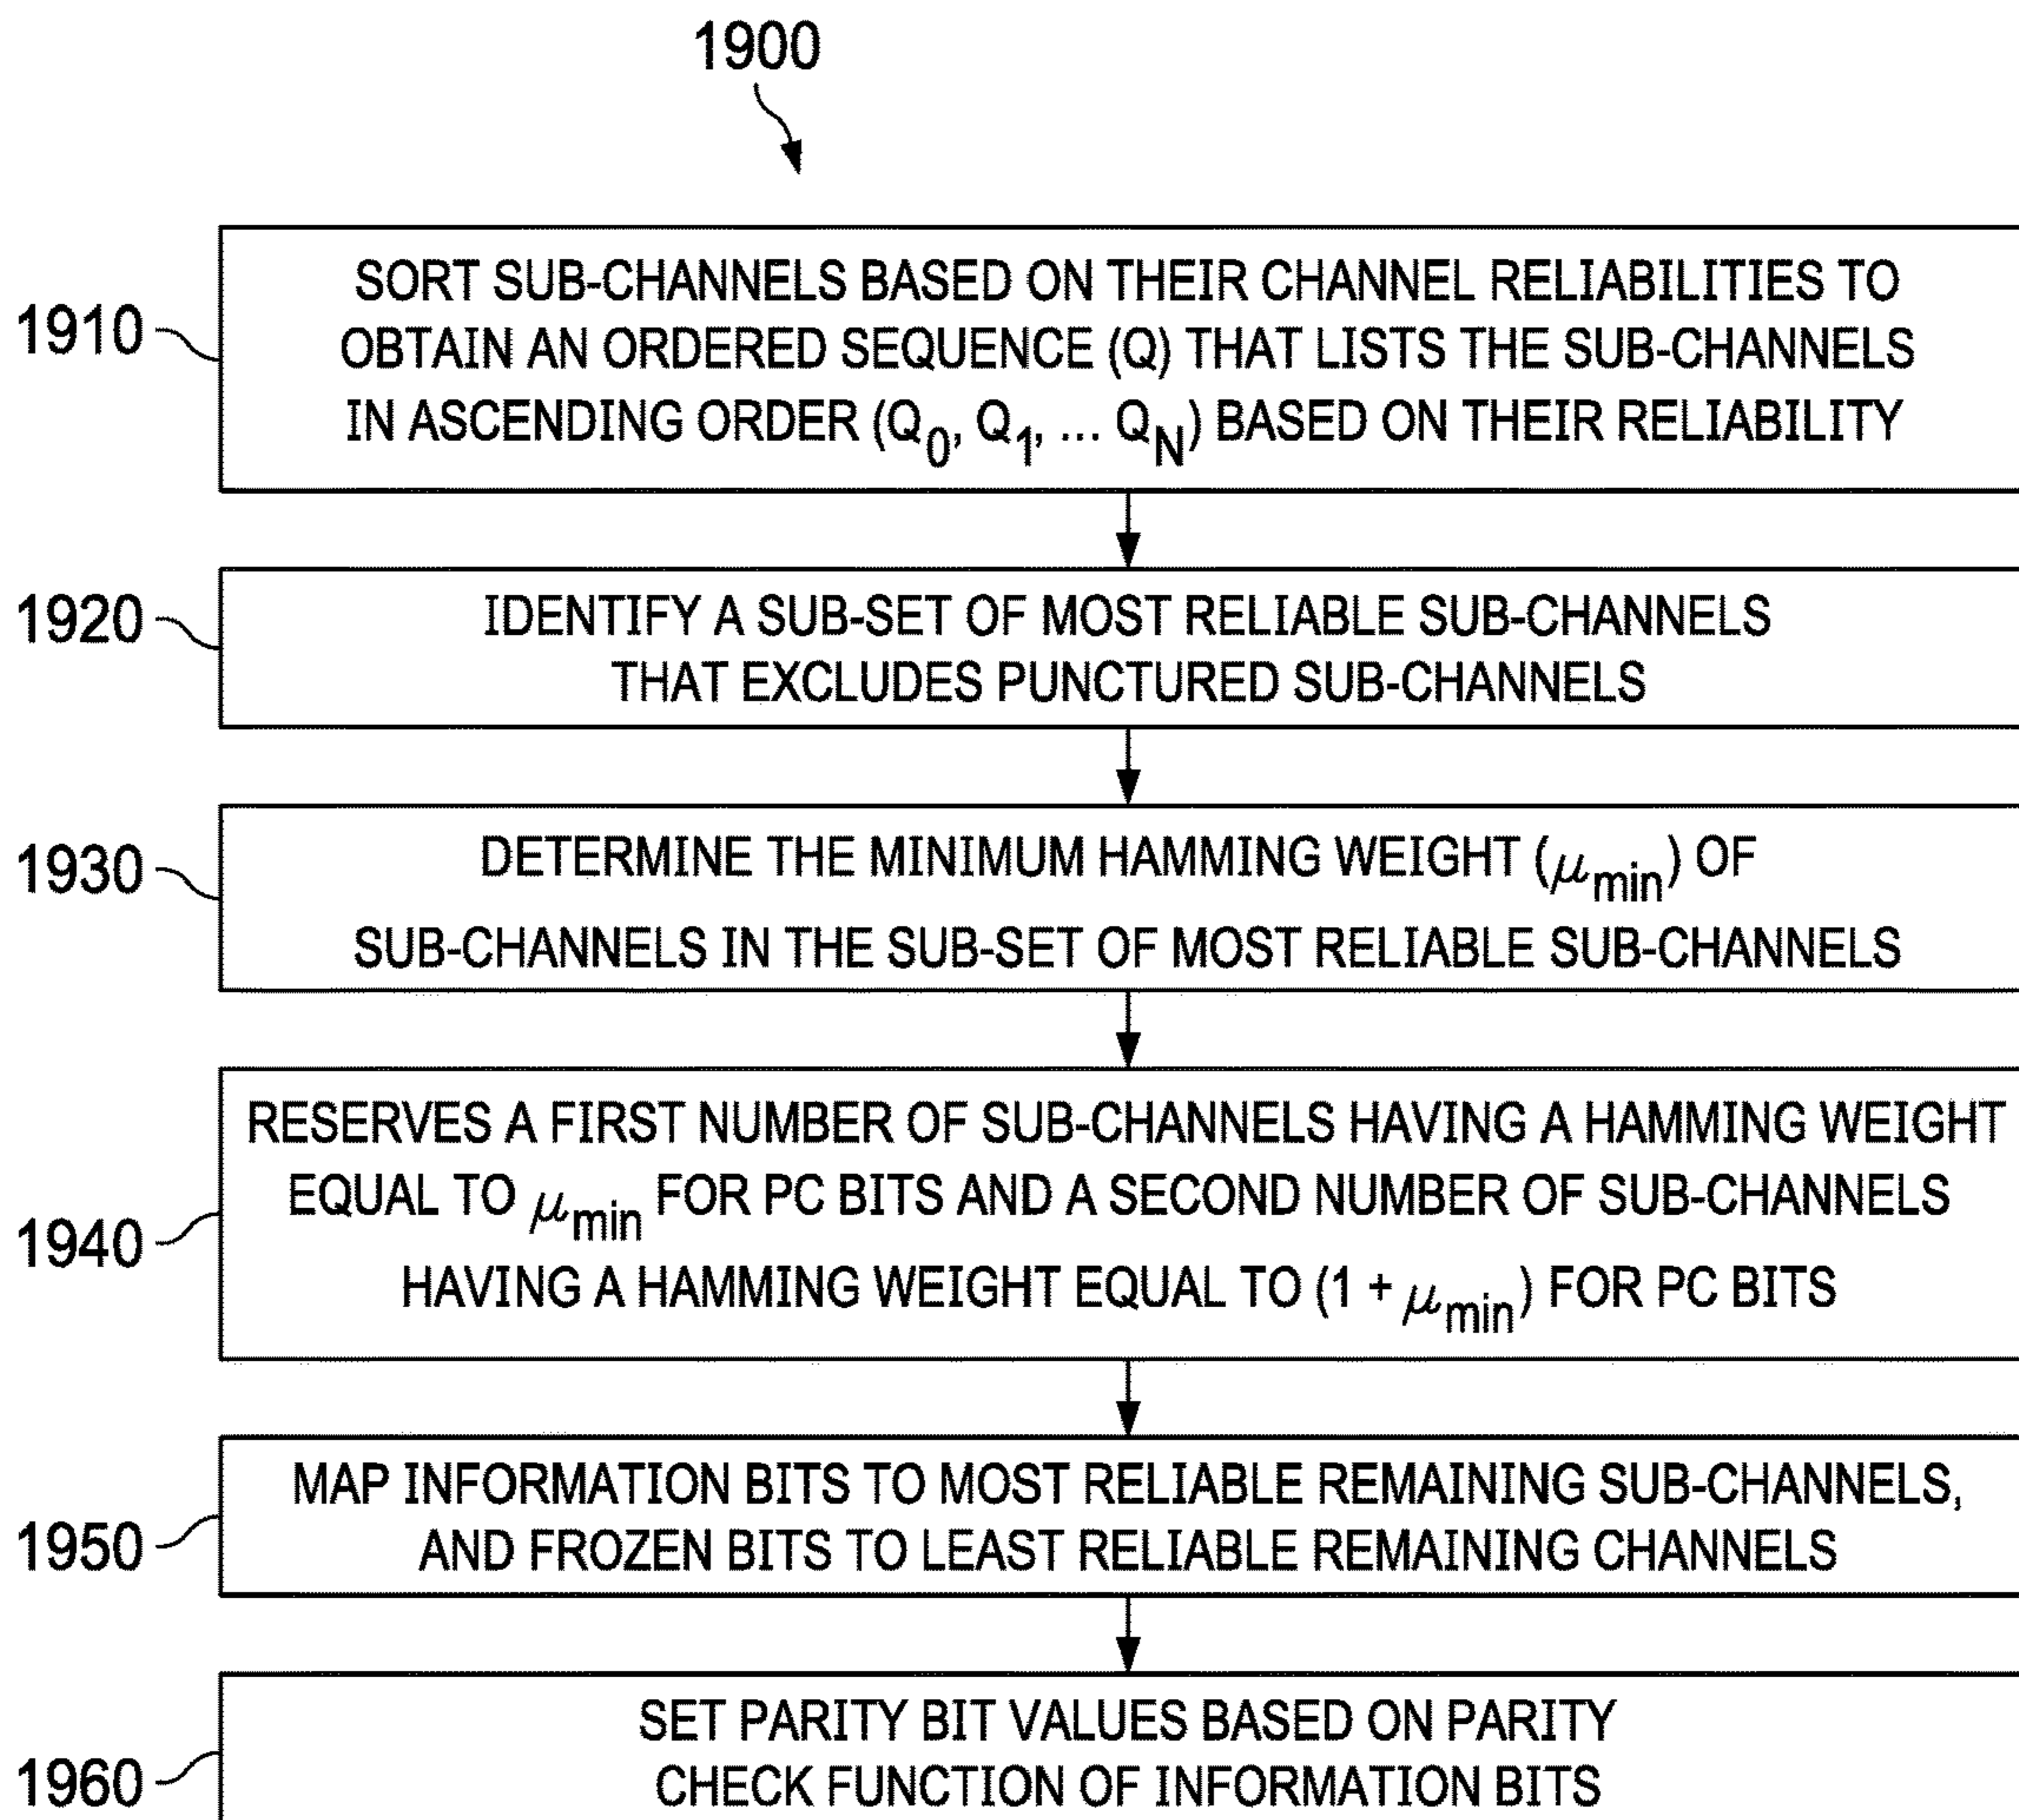 1900
1910
SORT SUB-CHANNELS BASED ON THEIR CHANNEL RELIABILITIES TO
OBTAIN AN ORDERED SEQUENCE (Q) THAT LISTS THE SUB-CHANNELS
IN ASCENDING ORDER (Q0, Q1, ... QN) BASED ON THEIR RELIABILITY
1920
IDENTIFY A SUB-SET OF MOST RELIABLE SUB-CHANNELS
THAT EXCLUDES PUNCTURED SUB-CHANNELS
1930
DETERMINE THE MINIMUM HAMMING WEIGHT (μmin) OF
SUB-CHANNELS IN THE SUB-SET OF MOST RELIABLE SUB-CHANNELS
1940
RESERVES A FIRST NUMBER OF SUB-CHANNELS HAVING A HAMMING WEIGHT
EQUAL TO μmin FOR PC BITS AND A SECOND NUMBER OF SUB-CHANNELS
HAVING A HAMMING WEIGHT EQUAL TO (1 + μmin) FOR PC BITS
1950
MAP INFORMATION BITS TO MOST RELIABLE REMAINING SUB-CHANNELS,
AND FROZEN BITS TO LEAST RELIABLE REMAINING CHANNELS
1960
SET PARITY BIT VALUES BASED ON PARITY
CHECK FUNCTION OF INFORMATION BITS